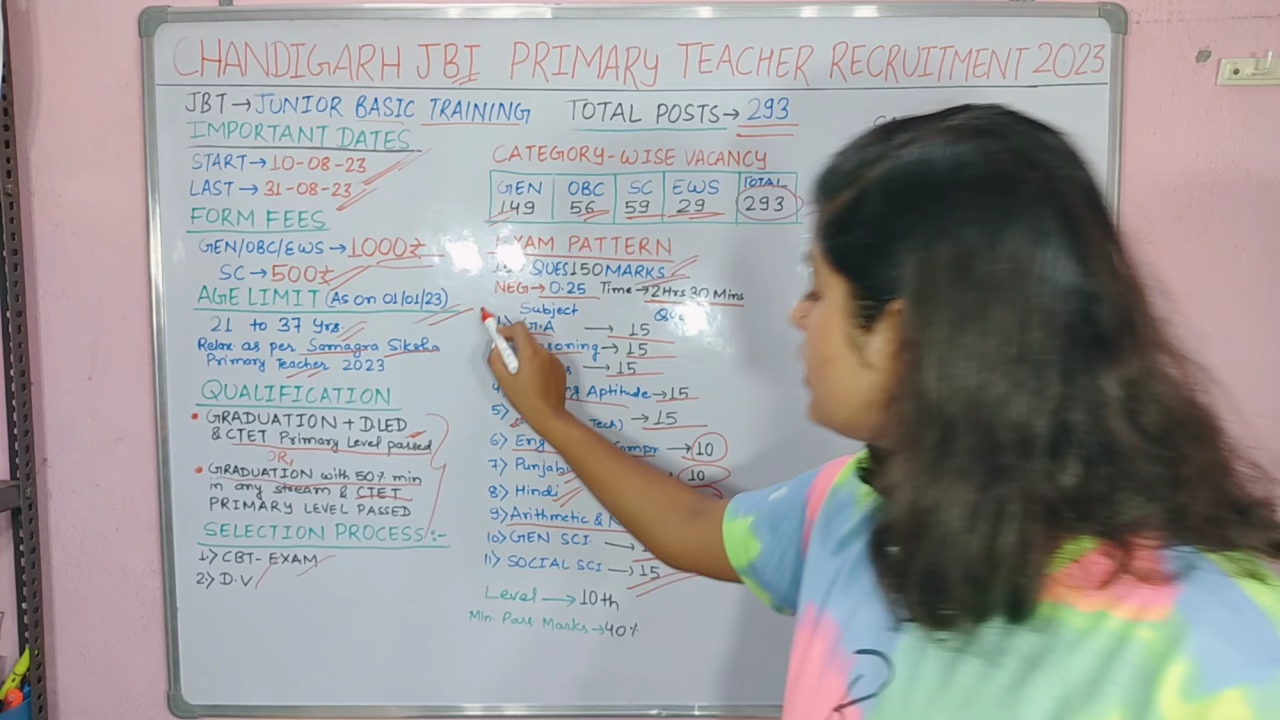 CHANDIGARH JBI PRIMARY TEACHER RECRUITMENT 2023
JBT→JUNIOR BASIC TRAINING
TOTAL POSTS→293
IMPORTANT DATES
START→10-08-23
LAST→31-08-23
FORM FEES
GEN/OBC/EWS→1000₹
SC→500₹
AGE LIMIT (As on 01/01/23)
21 to 37 Yrs.
Relax as per Samagra Siksha
Primary Teacher 2023
QUALIFICATION
• GRADUATION + D.LED
& CTET Primary Level passed
OR,
• GRADUATION with 50% min
in any stream & CTET
PRIMARY LEVEL PASSED
SELECTION PROCESS:-
1> CBT-EXAM
2> D.V
CATEGORY-WISE VACANCY
GEN OBC SC EWS TOTAL
149 56 59 29 293
EXAM PATTERN
QUES150MARKS
NEG→0.25 Time→2Hrs 30 Mins
Subject
G.A → 15
→ 15
→ 15
Aptitude→15
5> Tech) →15
6> Eng →10
7> 10
8> Hindi
9> Arithmetic &
10> GEN SCI. →
11> SOCIAL SCI →15
Level →10th
Min. Pass Marks→40%